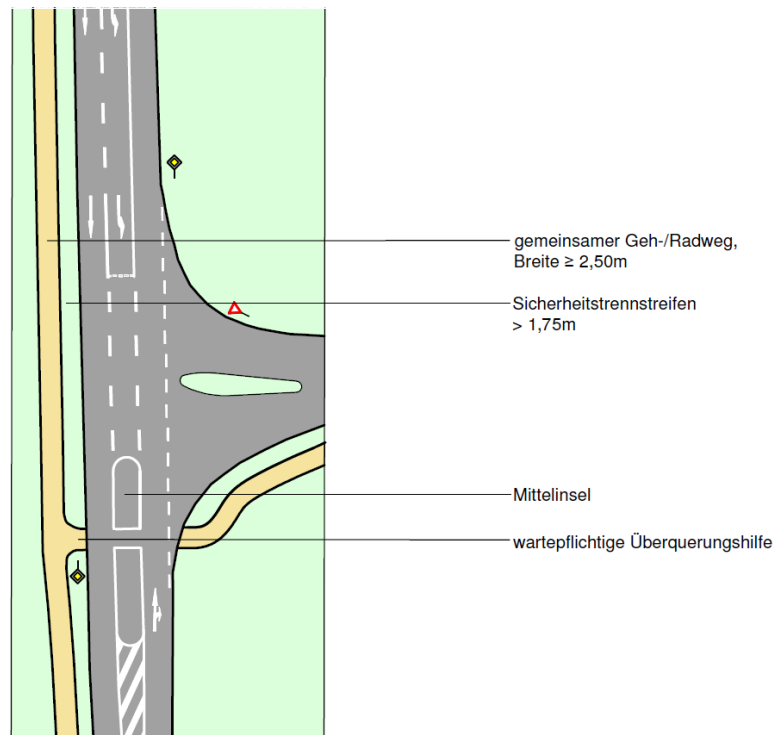 gemeinsamer Geh-/Radweg,
Breite ≥ 2,50m
Sicherheitstrennstreifen
> 1,75m
Mittelinsel
wartepflichtige Überquerungshilfe